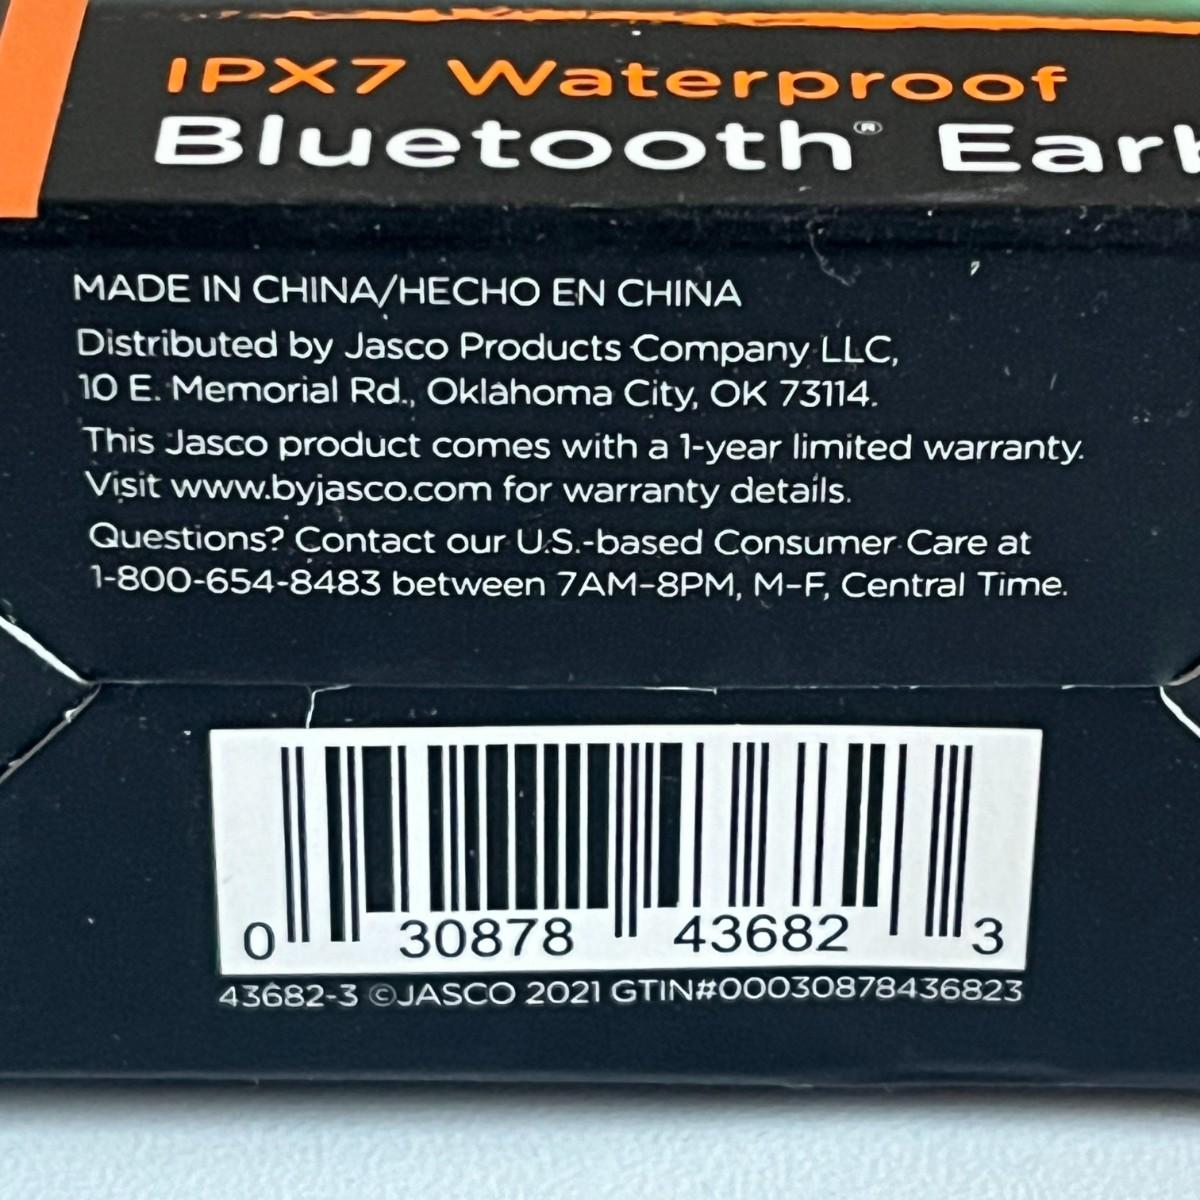 IPX7 Waterproof
Bluetooth® Ear
MADE IN CHINA/HECHO EN CHINA
Distributed by Jasco Products Company LLC,
10 E. Memorial Rd., Oklahoma City, OK 73114.
This Jasco product comes with a 1-year limited warranty.
Visit www.byjasco.com for warranty details.
Questions? Contact our U.S.-based Consumer Care at
1-800-654-8483 between 7AM-8PM, M-F, Central Time.
0 30878 43682 3
43682-3 ©JASCO 2021 GTIN#00030878436823